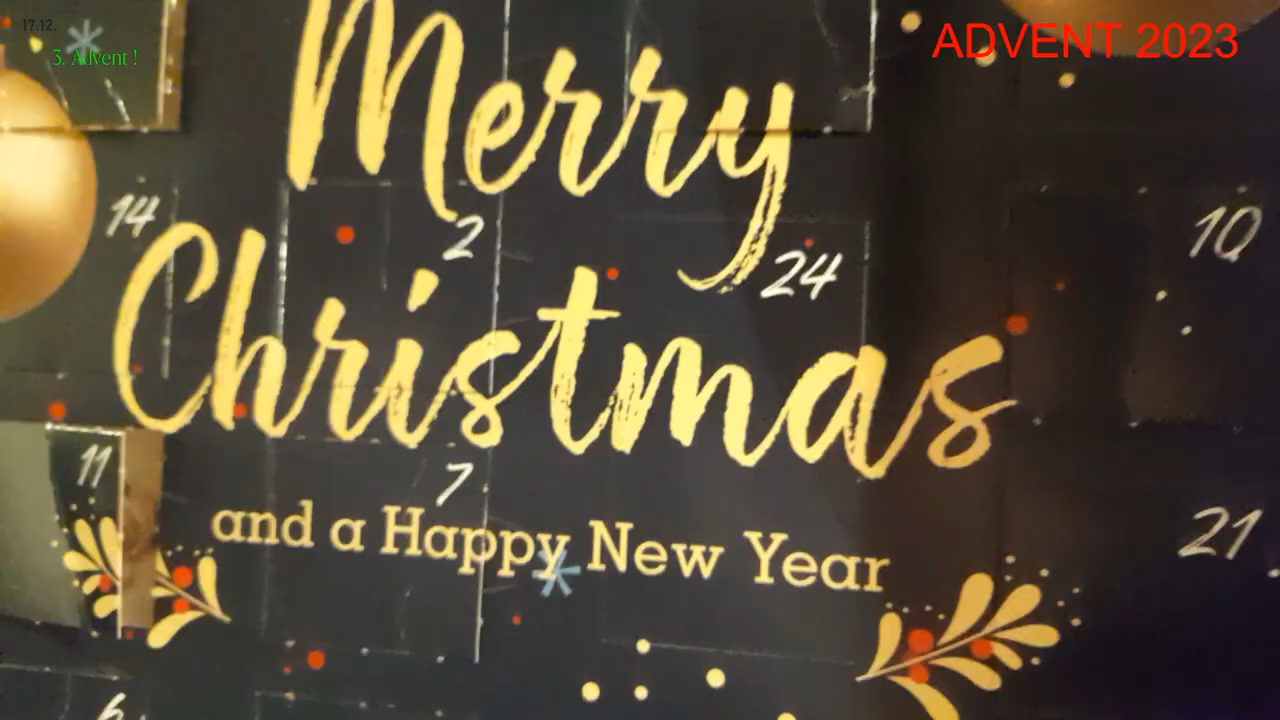 17.12.
3. Advent !
ADVENT 2023
Merry
14
2
24
10
Christmas
11
7
and a Happy New Year
21
6